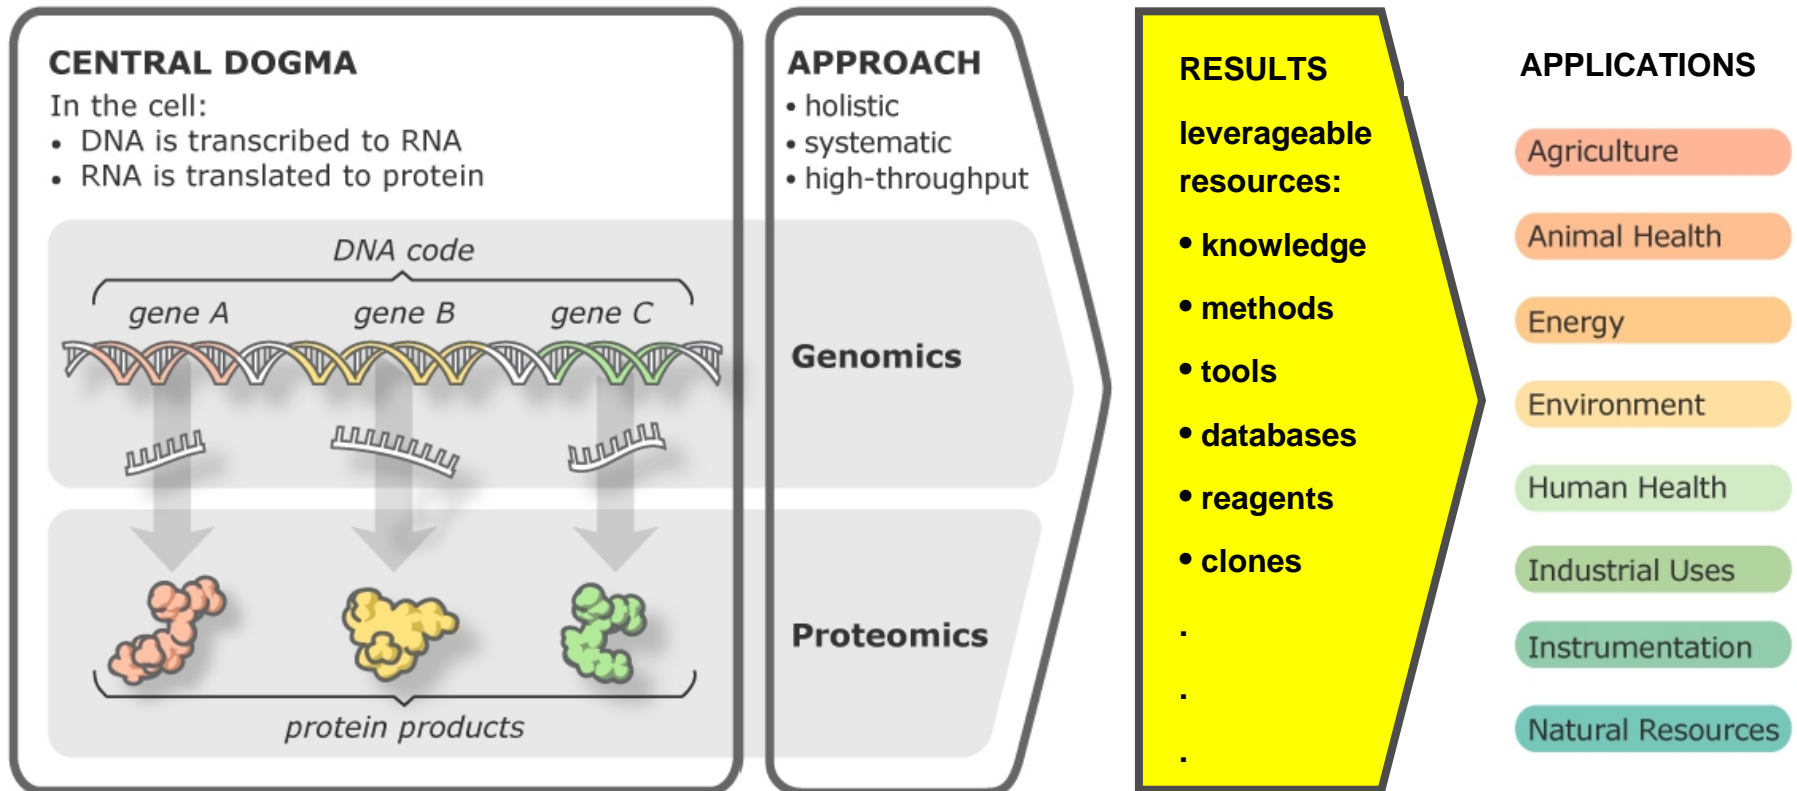 CENTRAL DOGMA
In the cell:
• DNA is transcribed to RNA
• RNA is translated to protein
DNA code
gene A
gene B
gene C
protein products
APPROACH
• holistic
• systematic
• high-throughput
Genomics
Proteomics
RESULTS
leverageable
resources:
• knowledge
• methods
• tools
• databases
• reagents
• clones
.
.
.
APPLICATIONS
Agriculture
Animal Health
Energy
Environment
Human Health
Industrial Uses
Instrumentation
Natural Resources